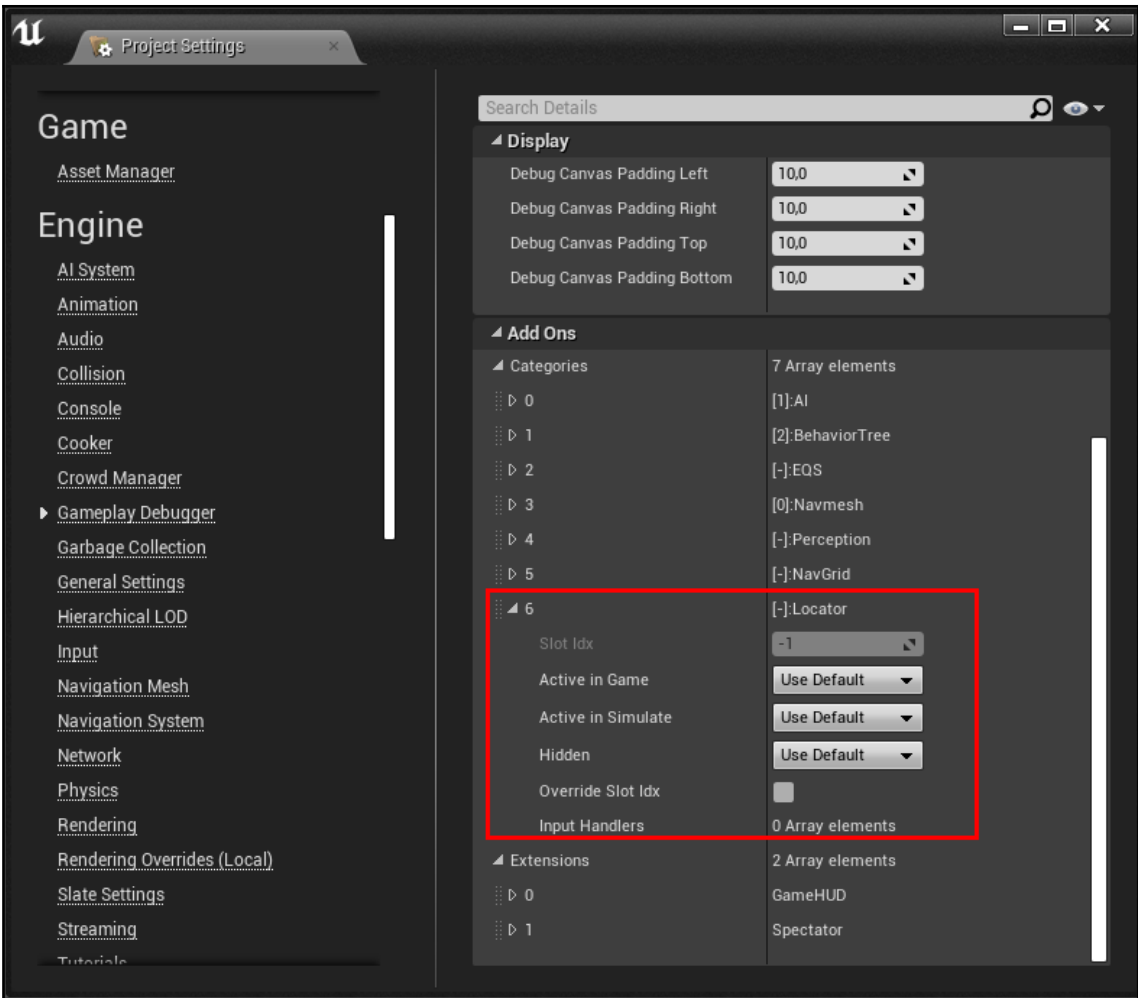 Project Settings
Game
Asset Manager
Engine
AI System
Animation
Audio
Collision
Console
Cooker
Crowd Manager
Gameplay Debugger
Garbage Collection
General Settings
Hierarchical LOD
Input
Navigation Mesh
Navigation System
Network
Physics
Rendering
Rendering Overrides (Local)
Slate Settings
Streaming
Tutorials
Search Details
Display
Debug Canvas Padding Left 10,0
Debug Canvas Padding Right 10,0
Debug Canvas Padding Top 10,0
Debug Canvas Padding Bottom 10,0
Add Ons
Categories 7 Array elements
0 [1]:AI
1 [2]:BehaviorTree
2 [-]:EQS
3 [0]:Navmesh
4 [-]:Perception
5 [-]:NavGrid
6 [-]:Locator
Slot Idx -1
Active in Game Use Default
Active in Simulate Use Default
Hidden Use Default
Override Slot Idx
Input Handlers 0 Array elements
Extensions 2 Array elements
0 GameHUD
1 Spectator